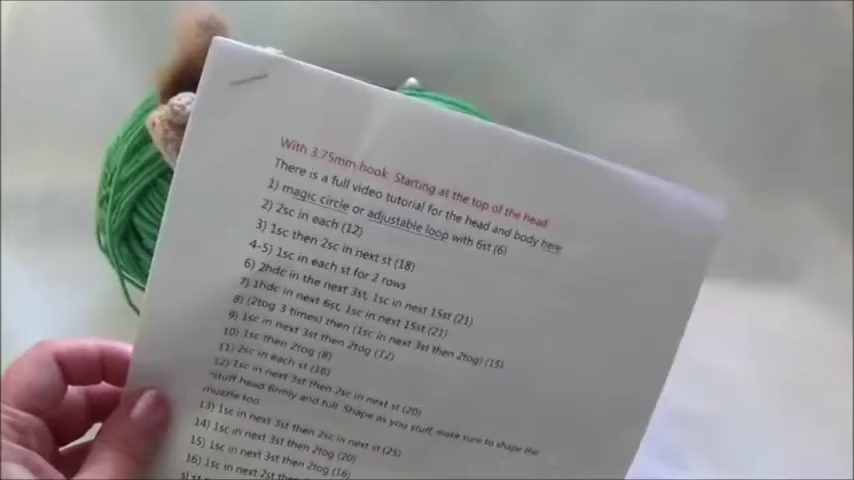 With 3.75mm hook. Starting at the top of the head
There is a full video tutorial for the head and body here
1) magic circle or adjustable loop with 6st (6)
2) 2sc in each (12)
3) 1sc then 2sc in next st (18)
4-5) 1sc in each st for 2 rows
6) 2hdc in the next 3st, 1sc in next 15st (21)
7) 1hdc in next 6st, 1sc in next 15st (21)
8) (2tog 3 times) then (1sc in next 3st then 2tog) (15)
9) 1sc in next 3st then 2tog (12)
10) 1sc then 2tog (8)
11) 2sc in each st (16)
12) 1sc in next 3st then 2sc in next st (20)
*stuff head firmly and full. Shape as you stuff, make sure to shape the
muzzle too.
13) 1sc in next 3st then 2sc in next st (25)
14) 1sc in next 3st then 2tog (20)
15) 1sc in next 3st then 2tog (16)
16) 1sc in next 2st then